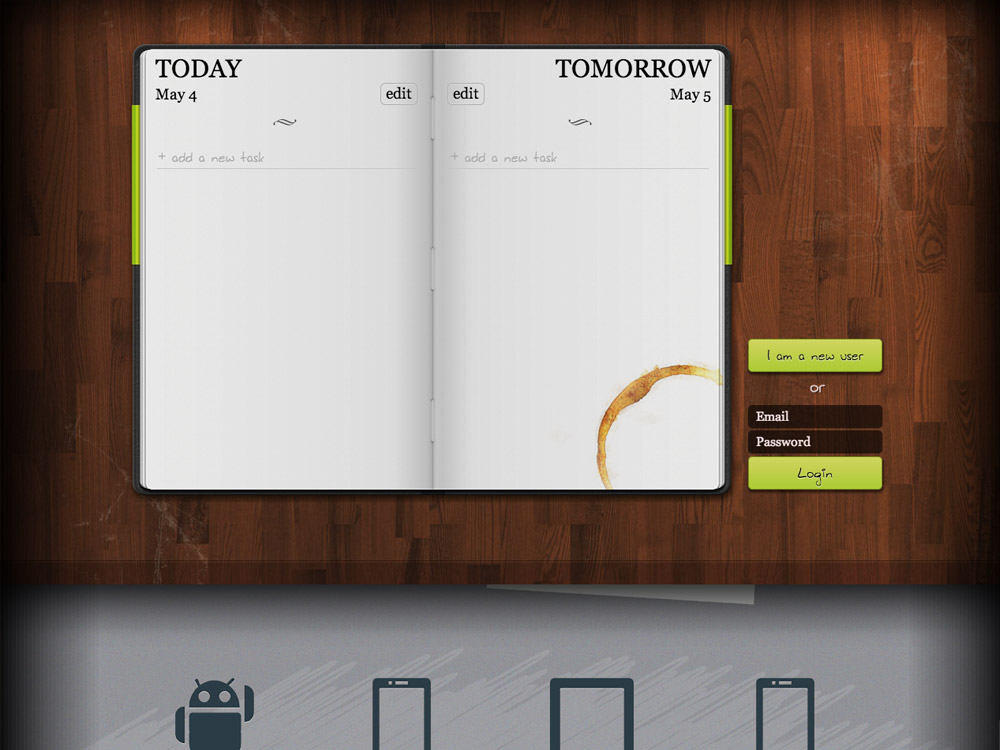 TODAY
May 4
edit
+ add a new task
TOMORROW
edit
May 5
+ add a new task
I am a new user
or
Email
Password
Login